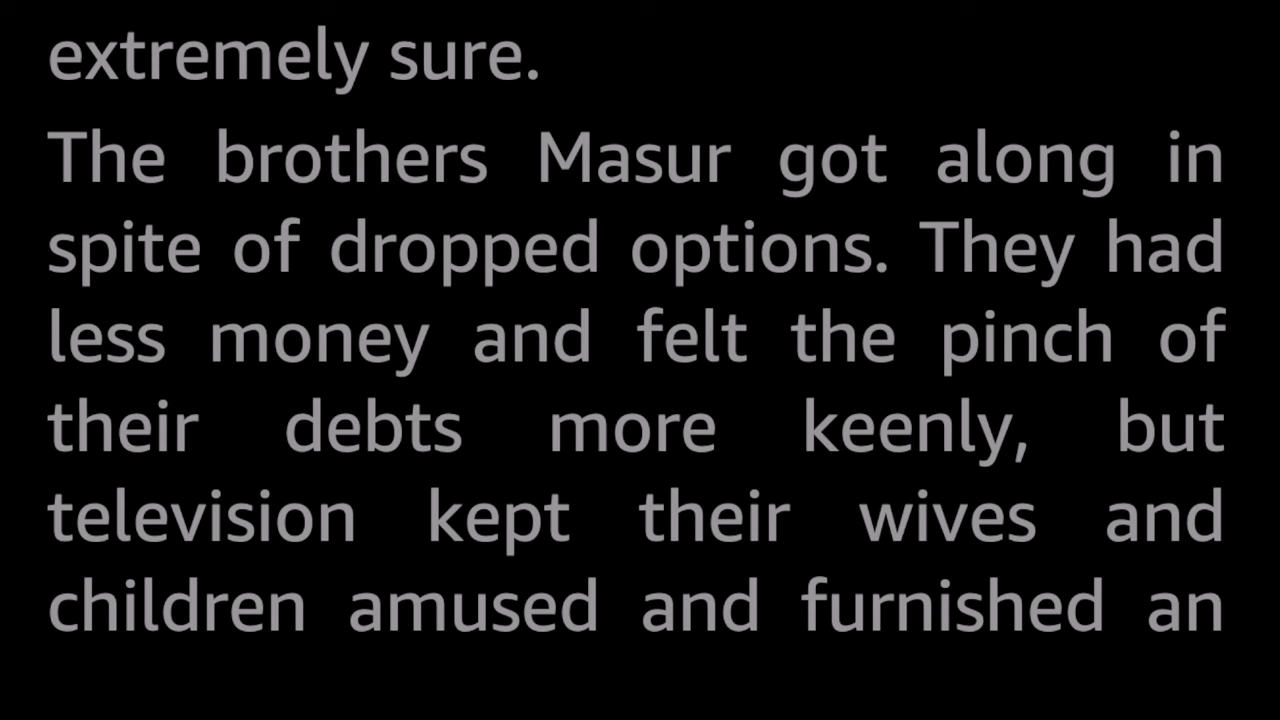 extremely sure.
The brothers Masur got along in
spite of dropped options. They had
less money and felt the pinch of
their debts more keenly, but
television kept their wives and
children amused and furnished an